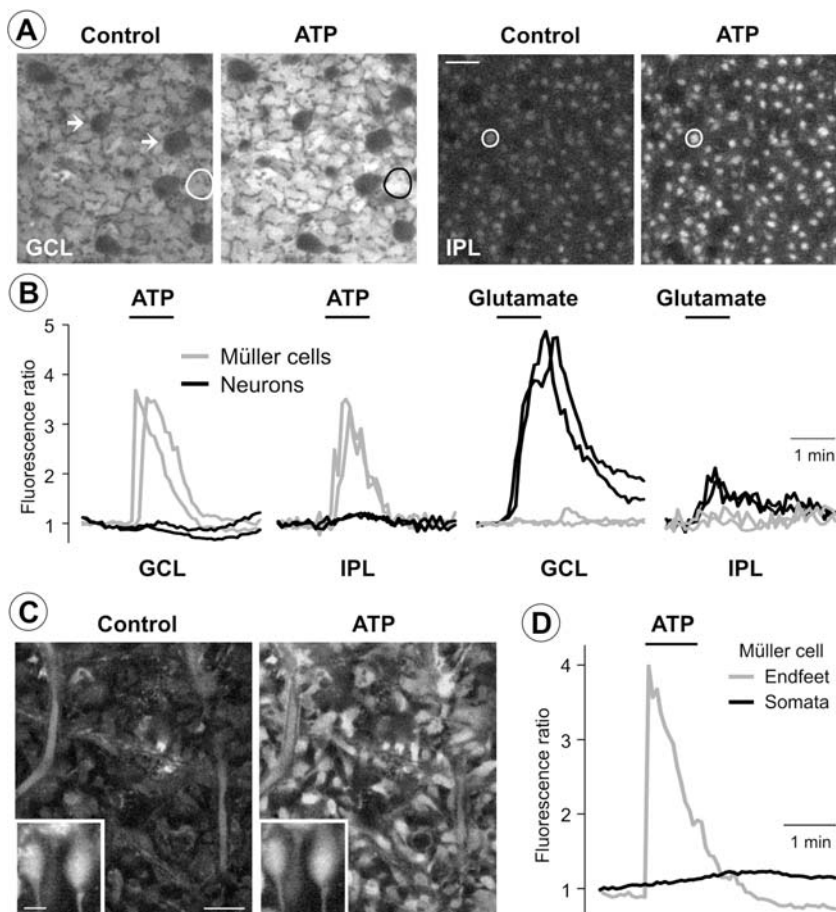 A
Control ATP Control ATP
GCL IPL
B
ATP ATP Glutamate Glutamate
5
4
3
2
1
Fluorescence ratio
Müller cells
Neurons
1 min
GCL IPL GCL IPL
C
Control ATP
D
ATP
Müller cell
Endfeet
Somata
4
3
2
1
Fluorescence ratio
1 min